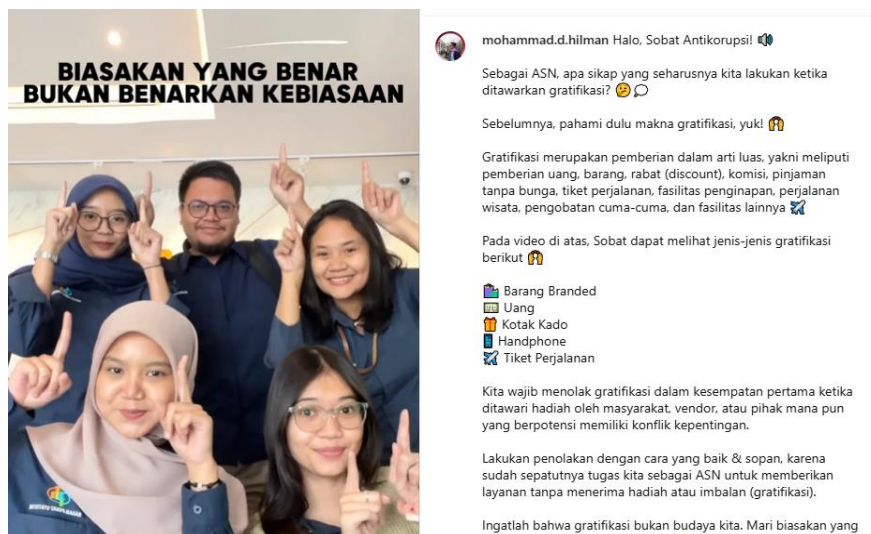 BIASAKAN YANG BENAR
BUKAN BENARKAN KEBIASAAN
mohammad.d.hilman Halo, Sobat Antikorupsi! 🔊
Sebagai ASN, apa sikap yang seharusnya kita lakukan ketika
ditawarkan gratifikasi? 🤔💭
Sebelumnya, pahami dulu makna gratifikasi, yuk! 🙌
Gratifikasi merupakan pemberian dalam arti luas, yakni meliputi
pemberian uang, barang, rabat (discount), komisi, pinjaman
tanpa bunga, tiket perjalanan, fasilitas penginapan, perjalanan
wisata, pengobatan cuma-cuma, dan fasilitas lainnya ✈️
Pada video di atas, Sobat dapat melihat jenis-jenis gratifikasi
berikut 🙌
🛍️ Barang Branded
💵 Uang
🎁 Kotak Kado
📱 Handphone
✈️ Tiket Perjalanan
Kita wajib menolak gratifikasi dalam kesempatan pertama ketika
ditawari hadiah oleh masyarakat, vendor, atau pihak mana pun
yang berpotensi memiliki konflik kepentingan.
Lakukan penolakan dengan cara yang baik & sopan, karena
sudah sepatutnya tugas kita sebagai ASN untuk memberikan
layanan tanpa menerima hadiah atau imbalan (gratifikasi).
Ingatlah bahwa gratifikasi bukan budaya kita. Mari biasakan yang